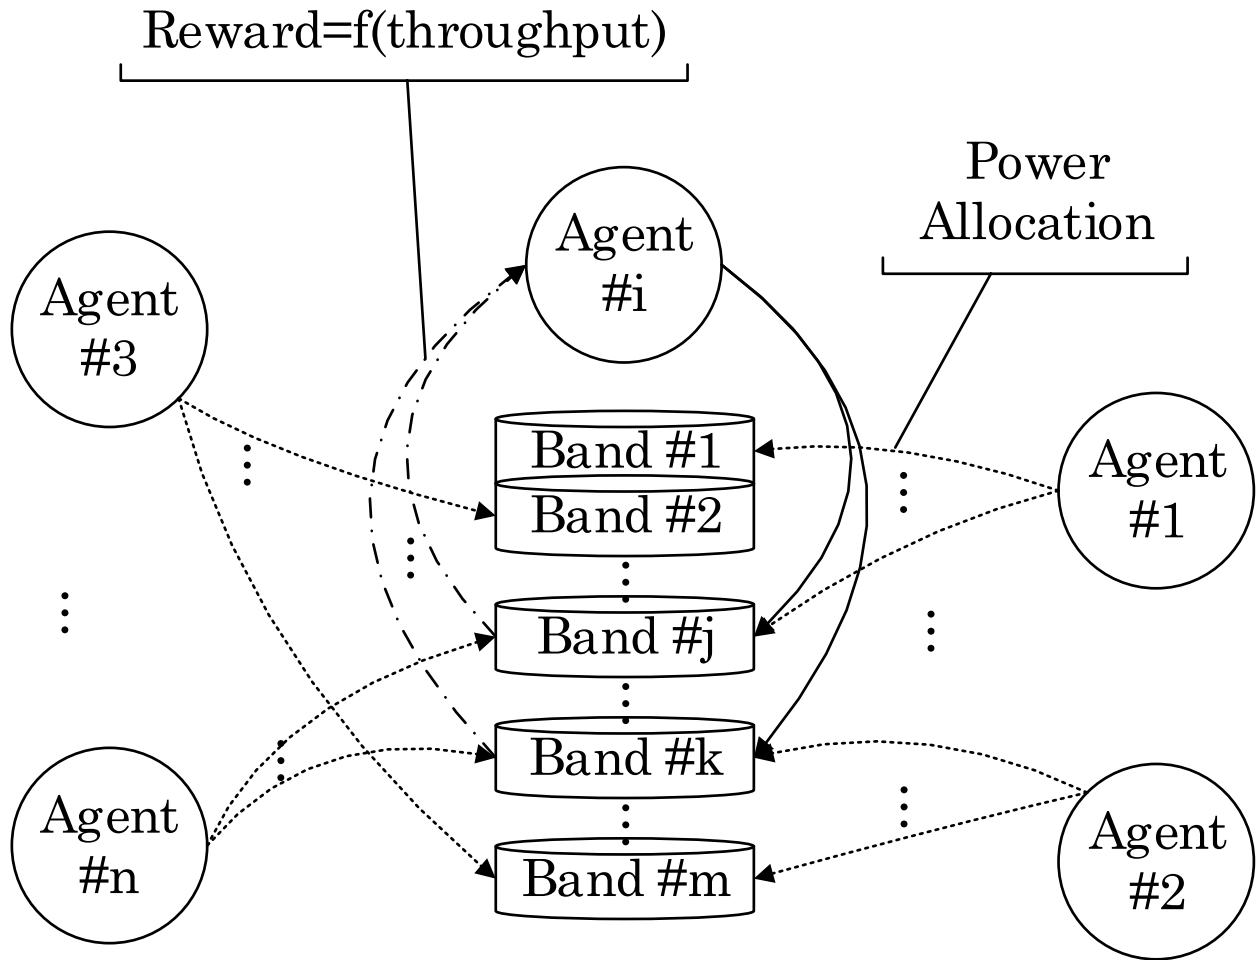 Reward=f(throughput)
Power
Allocation
Agent
#i
Agent
#3
Agent
#1
Band #1
Band #2
Band #j
Band #k
Band #m
Agent
#n
Agent
#2